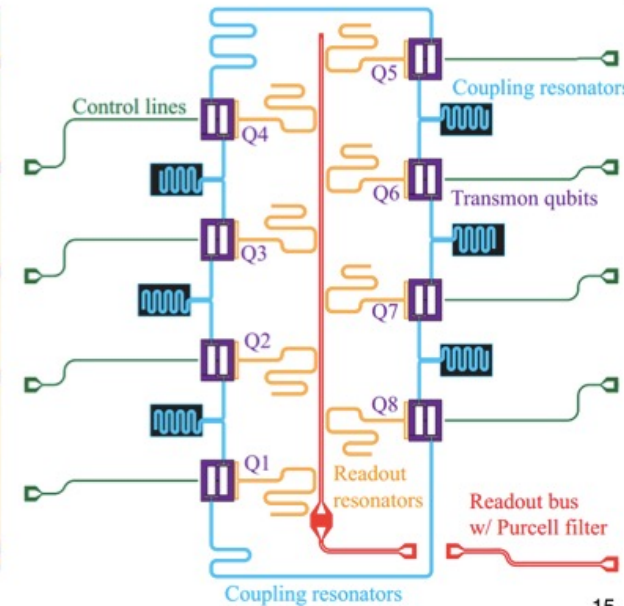 Q5
Coupling resonators
Control lines
Q4
Q6
Transmon qubits
Q3
Q7
Q2
Q8
Q1
Readout
resonators
Readout bus
w/ Purcell filter
Coupling resonators
15